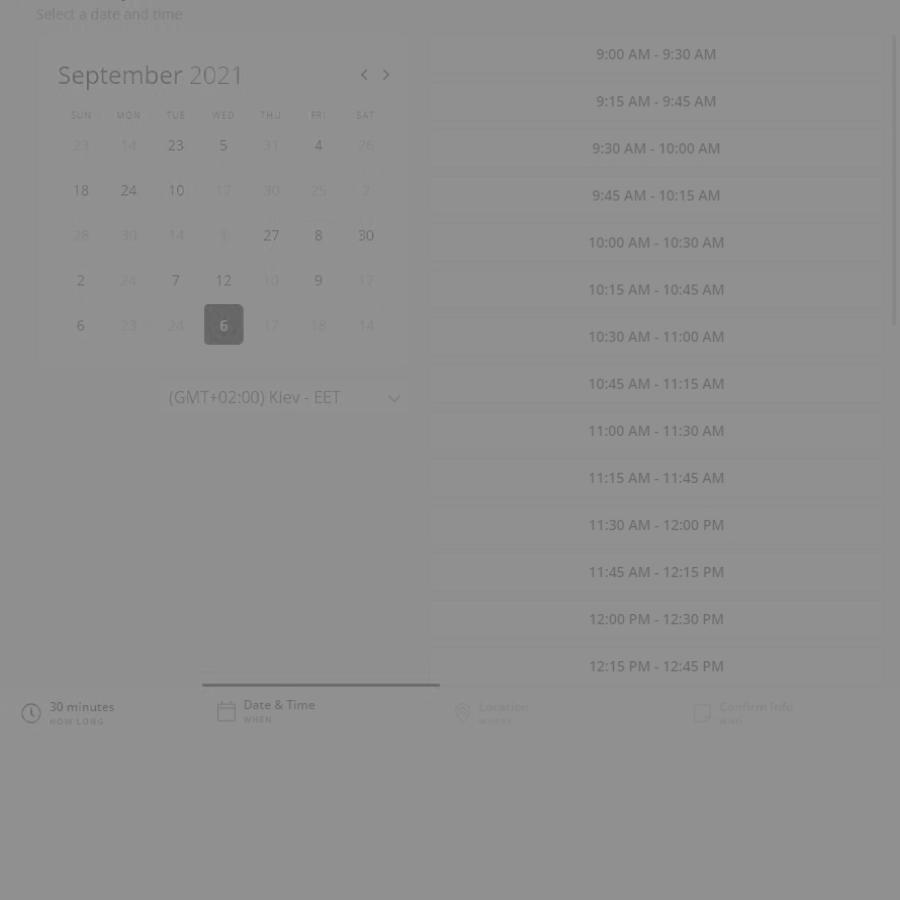 Select a date and time
September 2021
SUN MON TUE WED THU FRI SAT
23 14 23 5 31 4 26
18 24 10 17 30 25 2
28 30 14 27 8 30
2 24 7 12 10 9 17
6 23 24 6 17 18 14
(GMT+02:00) Kiev - EET
9:00 AM - 9:30 AM
9:15 AM - 9:45 AM
9:30 AM - 10:00 AM
9:45 AM - 10:15 AM
10:00 AM - 10:30 AM
10:15 AM - 10:45 AM
10:30 AM - 11:00 AM
10:45 AM - 11:15 AM
11:00 AM - 11:30 AM
11:15 AM - 11:45 AM
11:30 AM - 12:00 PM
11:45 AM - 12:15 PM
12:00 PM - 12:30 PM
12:15 PM - 12:45 PM
30 minutes
HOW LONG
Date & Time
WHEN
Location
WHERE
Confirm Info
WHO